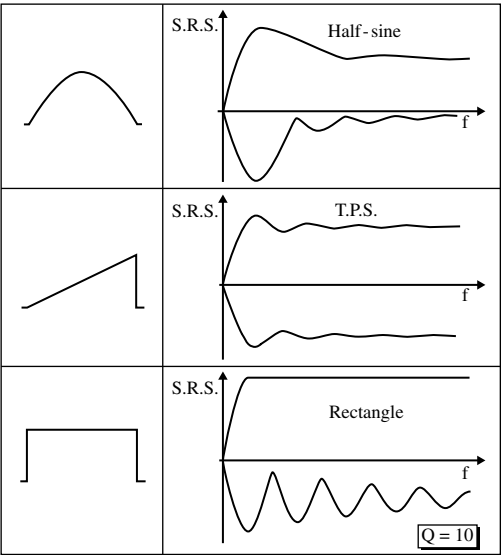 S.R.S.
Half-sine
f
S.R.S.
T.P.S.
f
S.R.S.
Rectangle
f
Q = 10